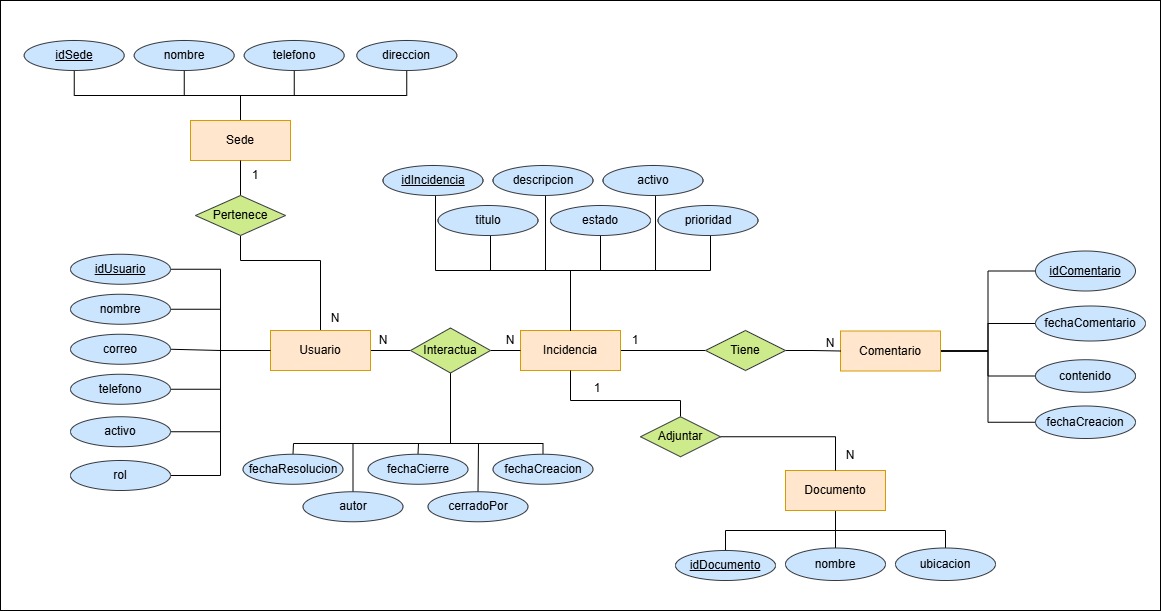 idSede
nombre
telefono
direccion
Sede
1
Pertenece
N
idIncidencia
descripcion
activo
titulo
estado
prioridad
idUsuario
nombre
correo
telefono
activo
rol
Usuario
N
Interactua
N
Incidencia
1
Tiene
N
Comentario
idComentario
fechaComentario
contenido
fechaCreacion
1
Adjuntar
N
Documento
fechaResolucion
fechaCierre
fechaCreacion
autor
cerradoPor
idDocumento
nombre
ubicacion